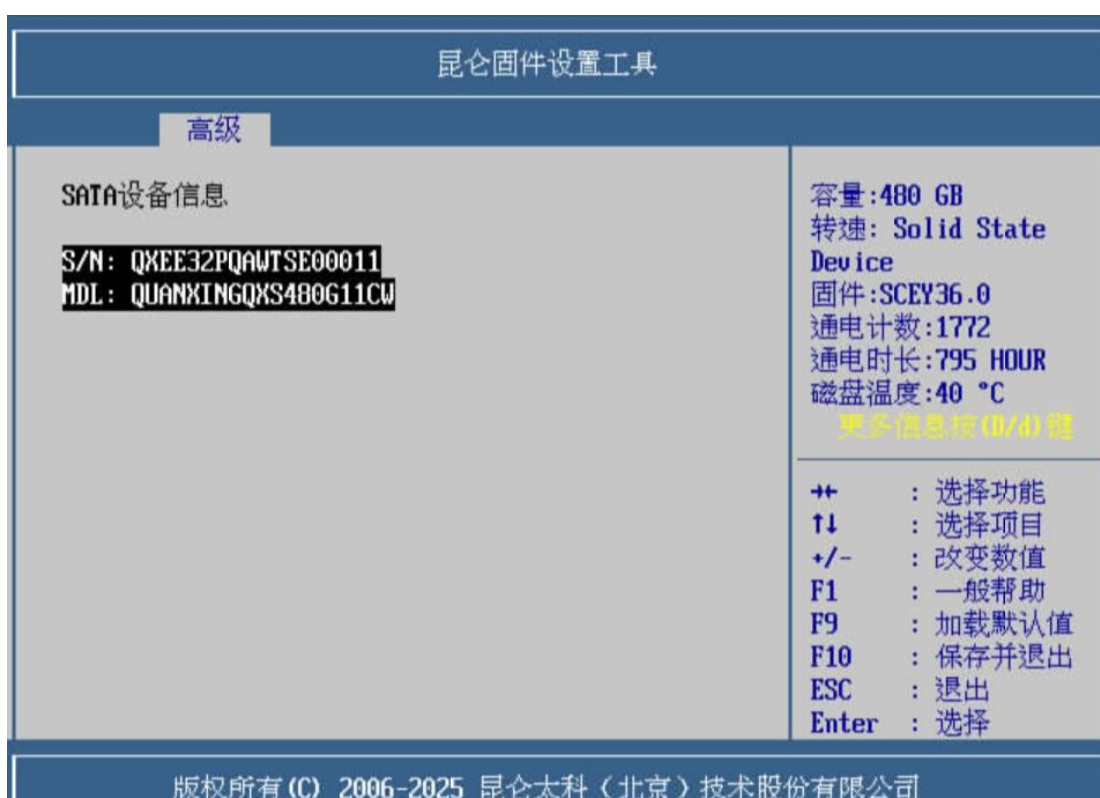 昆仑固件设置工具
高级
SATA设备信息
S/N: QXEE32PQAWTSE00011
MDL: QUANXINGQXS480G11CW
容量:480 GB
转速: Solid State
Device
固件:SCEY36.0
通电计数:1772
通电时长:795 HOUR
磁盘温度:40 °C
更多信息按(D/d)键
→← : 选择功能
↑↓ : 选择项目
+/- : 改变数值
F1 : 一般帮助
F9 : 加载默认值
F10 : 保存并退出
ESC : 退出
Enter : 选择
版权所有(C) 2006-2025 昆仑太科（北京）技术股份有限公司